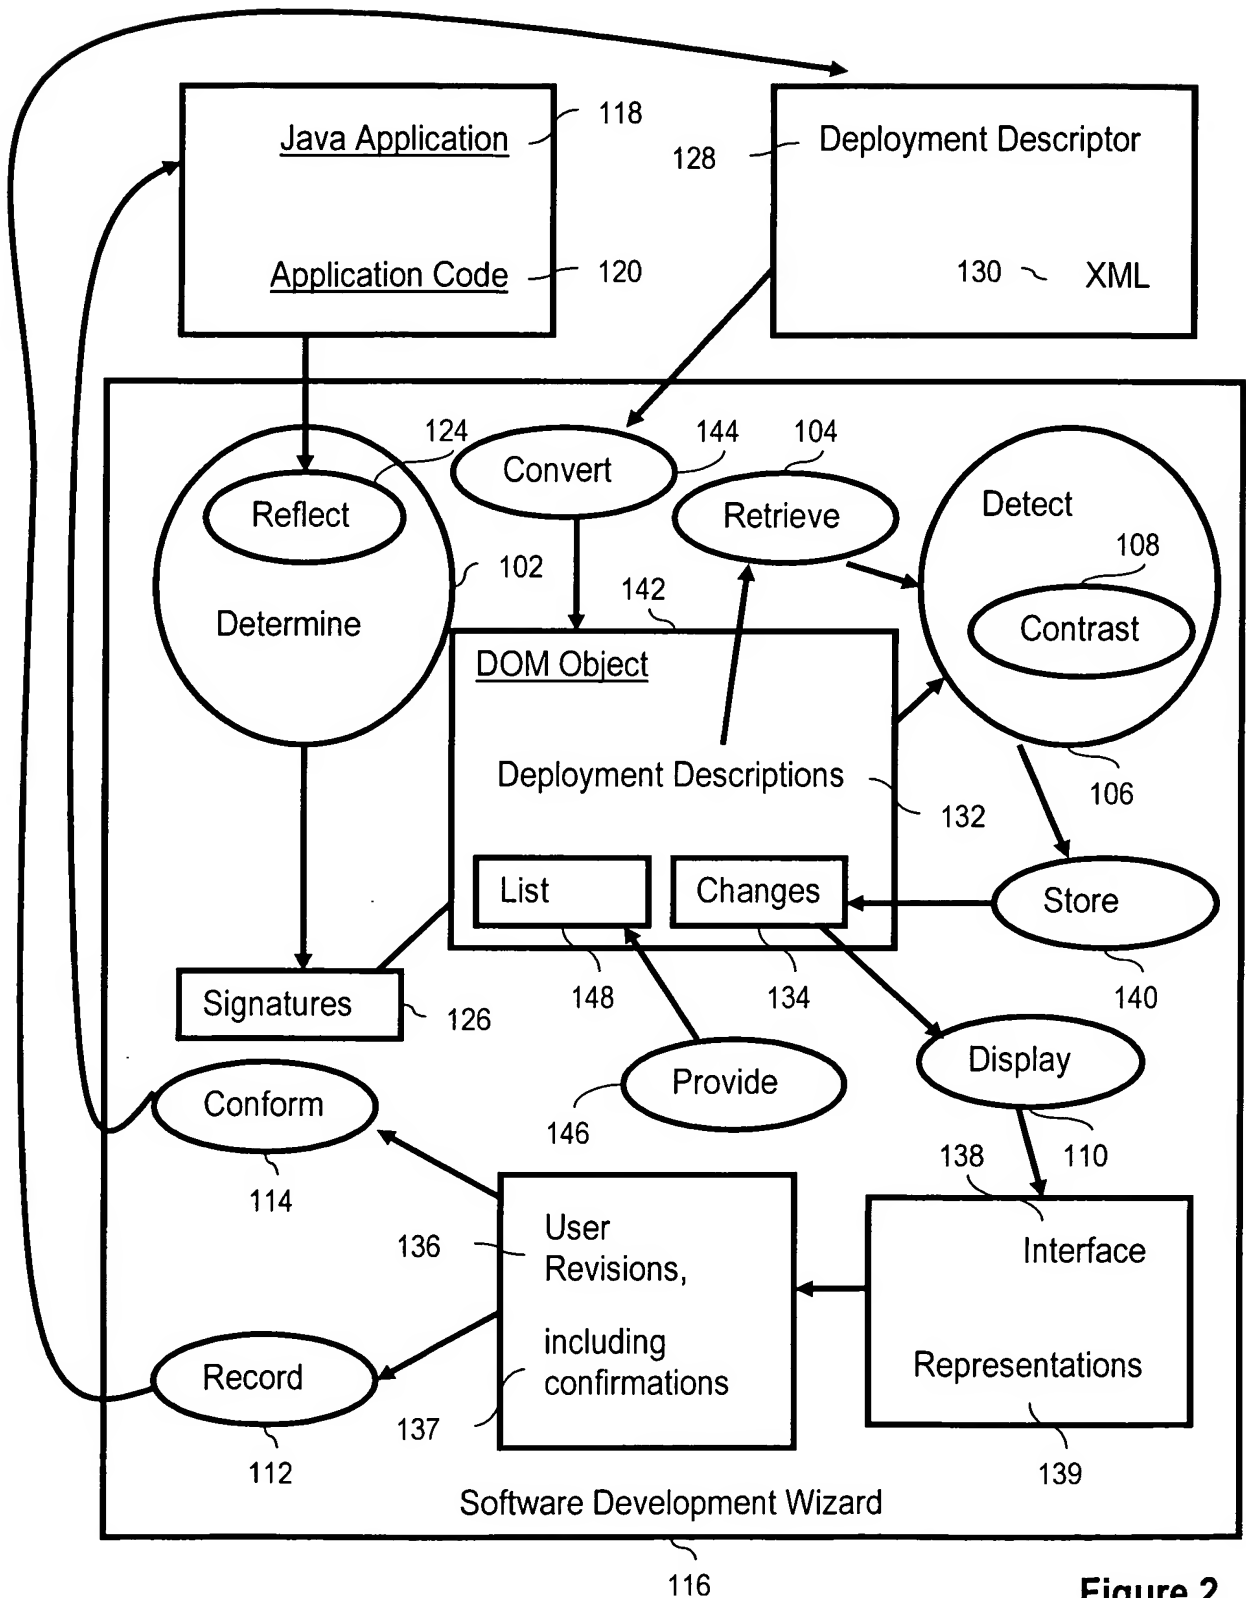 Java Application
118
Application Code
120
128
Deployment Descriptor
130
XML
124
Reflect
Determine
102
Convert
144
104
Retrieve
Detect
108
Contrast
106
142
DOM Object
Deployment Descriptions
132
List
Changes
148
134
Store
140
Signatures
126
Provide
146
Display
110
Conform
114
136
User
Revisions,
including
confirmations
137
138
Interface
Representations
139
Record
112
Software Development Wizard
116
Figure 2